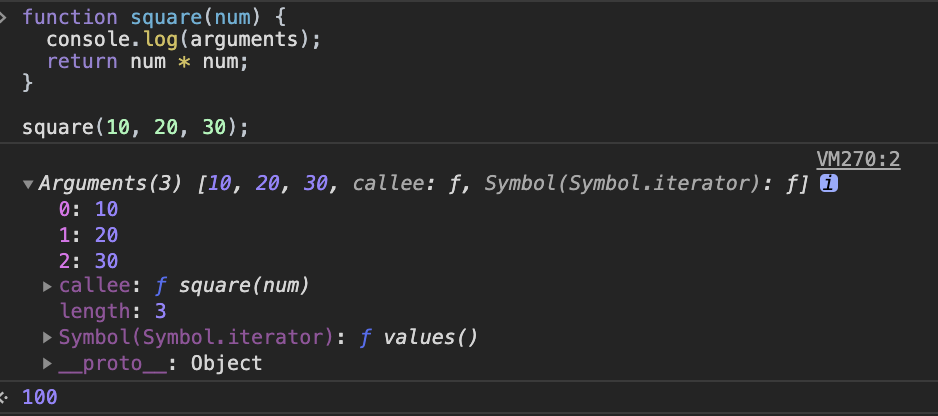 function square(num) {
  console.log(arguments);
  return num * num;
}

square(10, 20, 30);
VM270:2
Arguments(3) [10, 20, 30, callee: ƒ, Symbol(Symbol.iterator): ƒ] i
0: 10
1: 20
2: 30
callee: ƒ square(num)
length: 3
Symbol(Symbol.iterator): ƒ values()
__proto__: Object
100